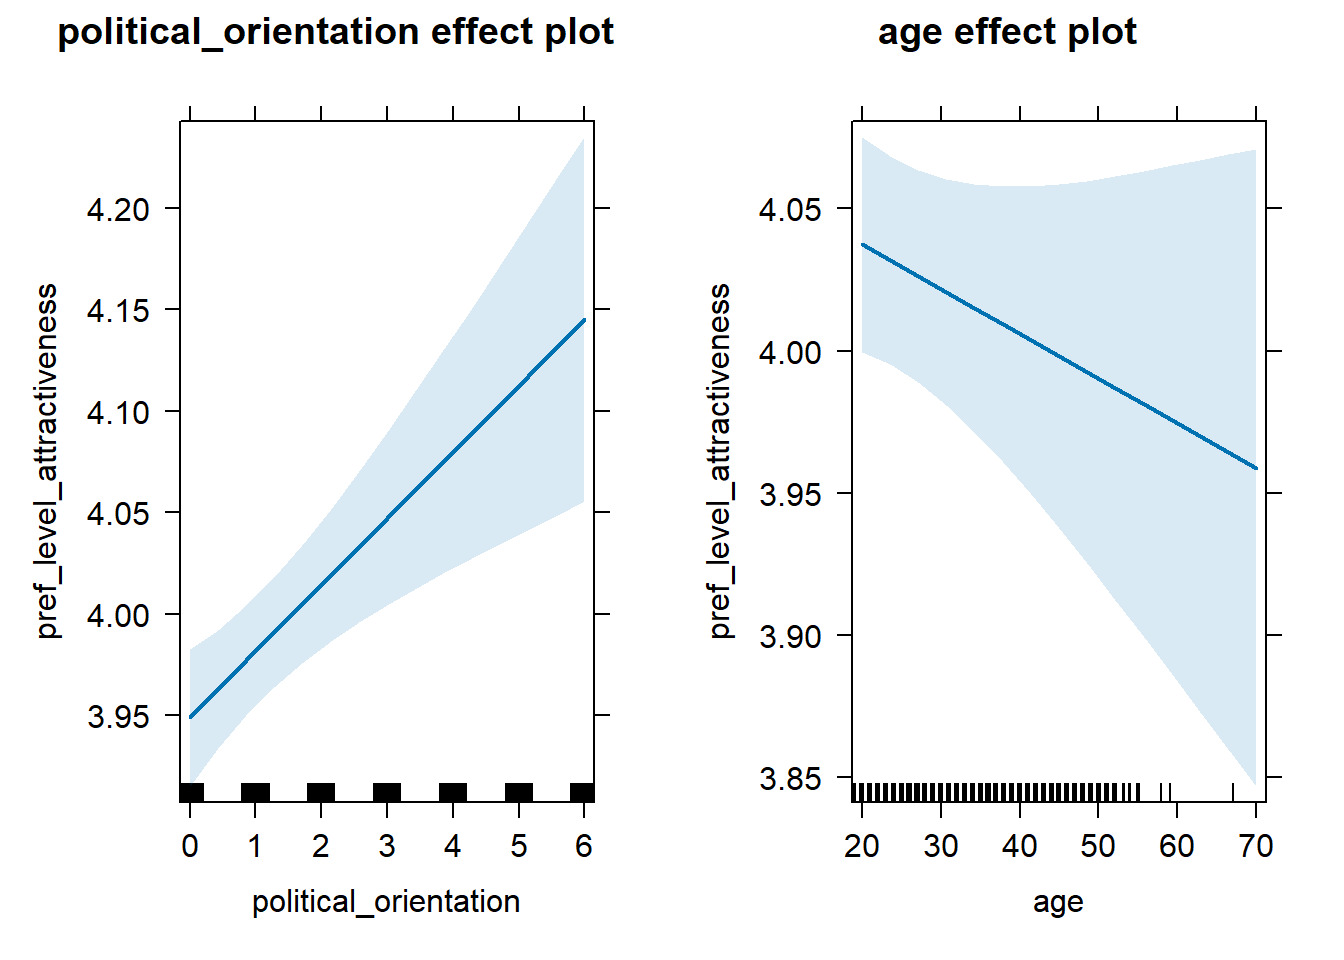 political_orientation effect plot
pref_level_attractiveness
4.20
4.15
4.10
4.05
4.00
3.95
0 1 2 3 4 5 6
political_orientation
age effect plot
pref_level_attractiveness
4.05
4.00
3.95
3.90
3.85
20 30 40 50 60 70
age